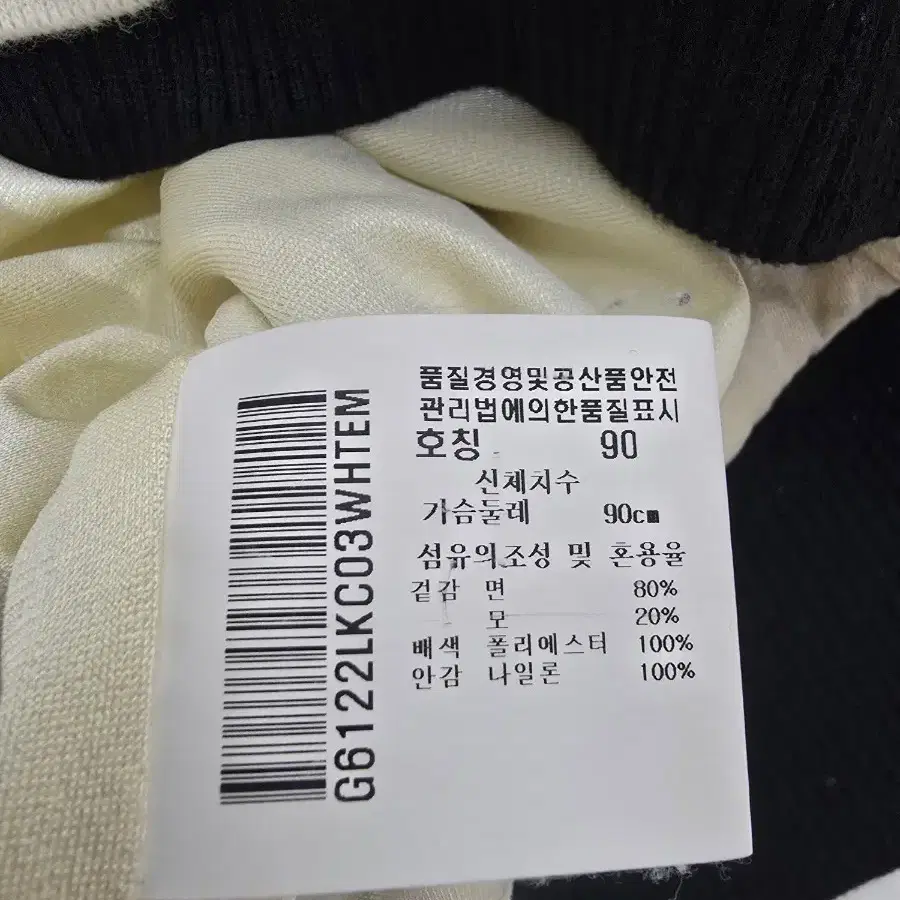 G6122LKC03WHTEM
품질경영및공산품안전
관리법에의한품질표시
호칭 90
신체치수
가슴둘레 90cm
섬유의조성 및 혼용율
겉감 면 80%
모 20%
배색 폴리에스터 100%
안감 나일론 100%